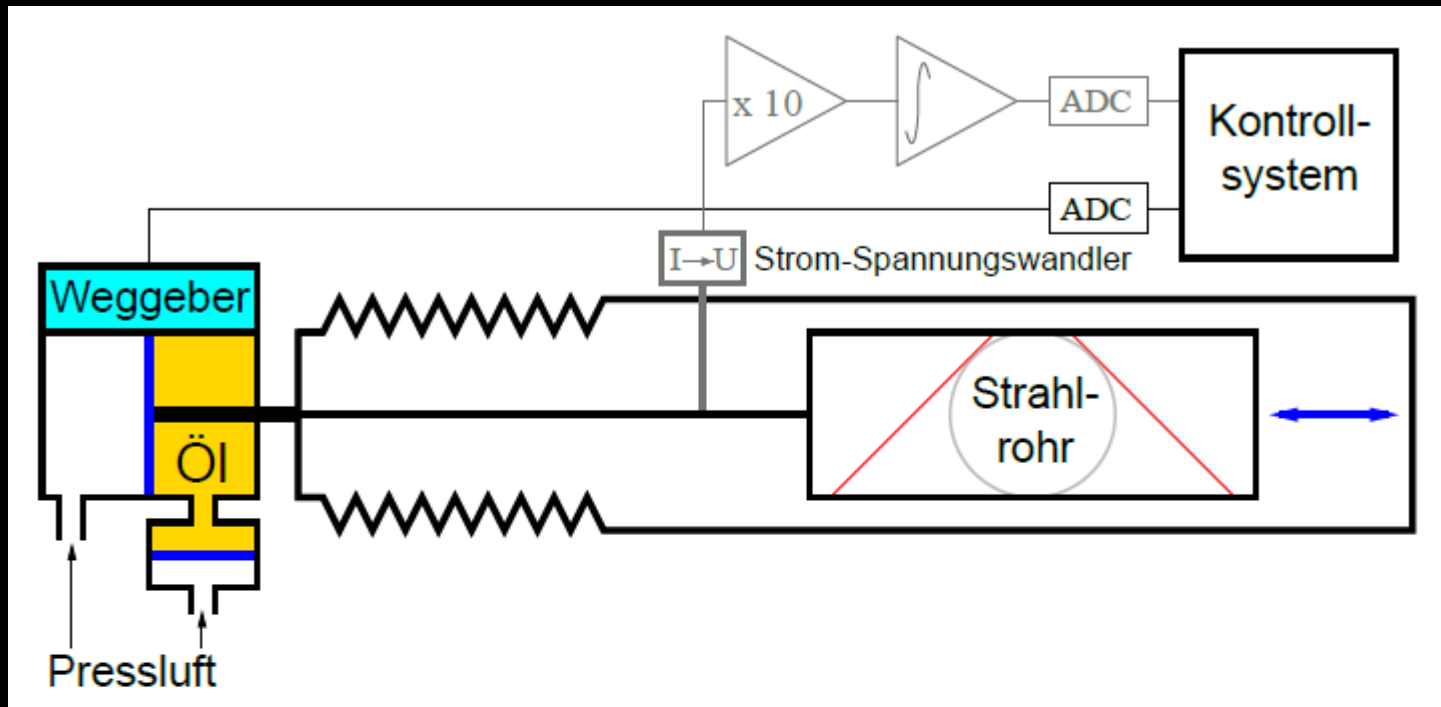 x 10
∫
ADC
Kontroll-
system
ADC
I→U
Strom-Spannungswandler
Weggeber
Strahl-
rohr
Öl
Pressluft